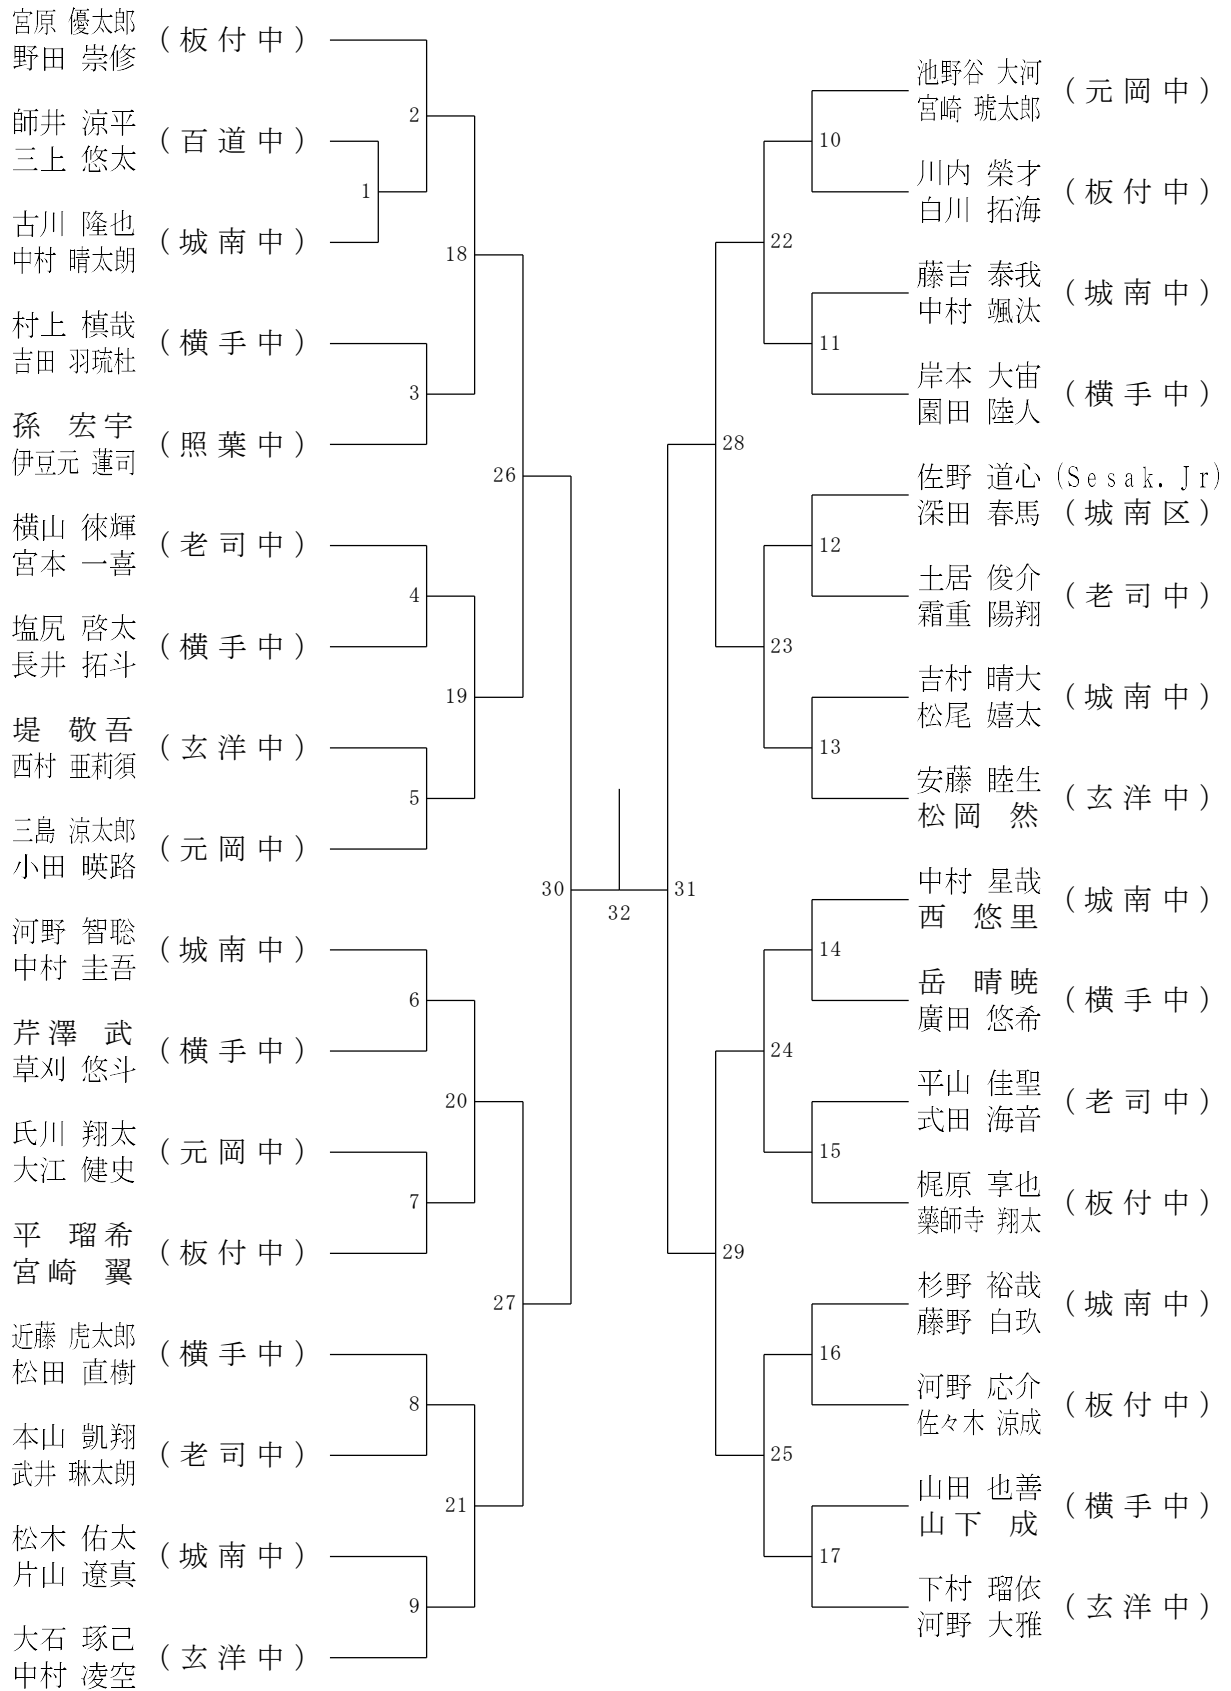 宮原 優太郎
野田 崇修
(板付中)
師井 涼平
三上 悠太
(百道中)
古川 隆也
中村 晴太朗
(城南中)
村上 槙哉
吉田 羽琉杜
(横手中)
孫 宏宇
伊豆元 蓮司
(照葉中)
横山 徠輝
宮本 一喜
(老司中)
塩尻 啓太
長井 拓斗
(横手中)
堤 敬吾
西村 亜莉須
(玄洋中)
三島 涼太郎
小田 暎路
(元岡中)
河野 智聡
中村 圭吾
(城南中)
芹澤 武
草刈 悠斗
(横手中)
氏川 翔太
大江 健史
(元岡中)
平 瑠希
宮崎 翼
(板付中)
近藤 虎太郎
松田 直樹
(横手中)
本山 凱翔
武井 琳太朗
(老司中)
松木 佑太
片山 遼真
(城南中)
大石 琢己
中村 凌空
(玄洋中)
1
2
3
4
5
6
7
8
9
18
19
20
21
26
27
30
32
31
28
29
22
23
24
25
10
11
12
13
14
15
16
17
池野谷 大河
宮崎 琥太郎
(元岡中)
川内 榮才
白川 拓海
(板付中)
藤吉 泰我
中村 颯汰
(城南中)
岸本 大宙
園田 陸人
(横手中)
佐野 道心 (Sesak.Jr)
深田 春馬 (城南区)
土居 俊介
霜重 陽翔
(老司中)
吉村 晴大
松尾 嬉太
(城南中)
安藤 睦生
松岡 然
(玄洋中)
中村 星哉
西 悠里
(城南中)
岳 晴暁
廣田 悠希
(横手中)
平山 佳聖
式田 海音
(老司中)
梶原 享也
薬師寺 翔太
(板付中)
杉野 裕哉
藤野 白玖
(城南中)
河野 応介
佐々木 涼成
(板付中)
山田 也善
山下 成
(横手中)
下村 瑠依
河野 大雅
(玄洋中)